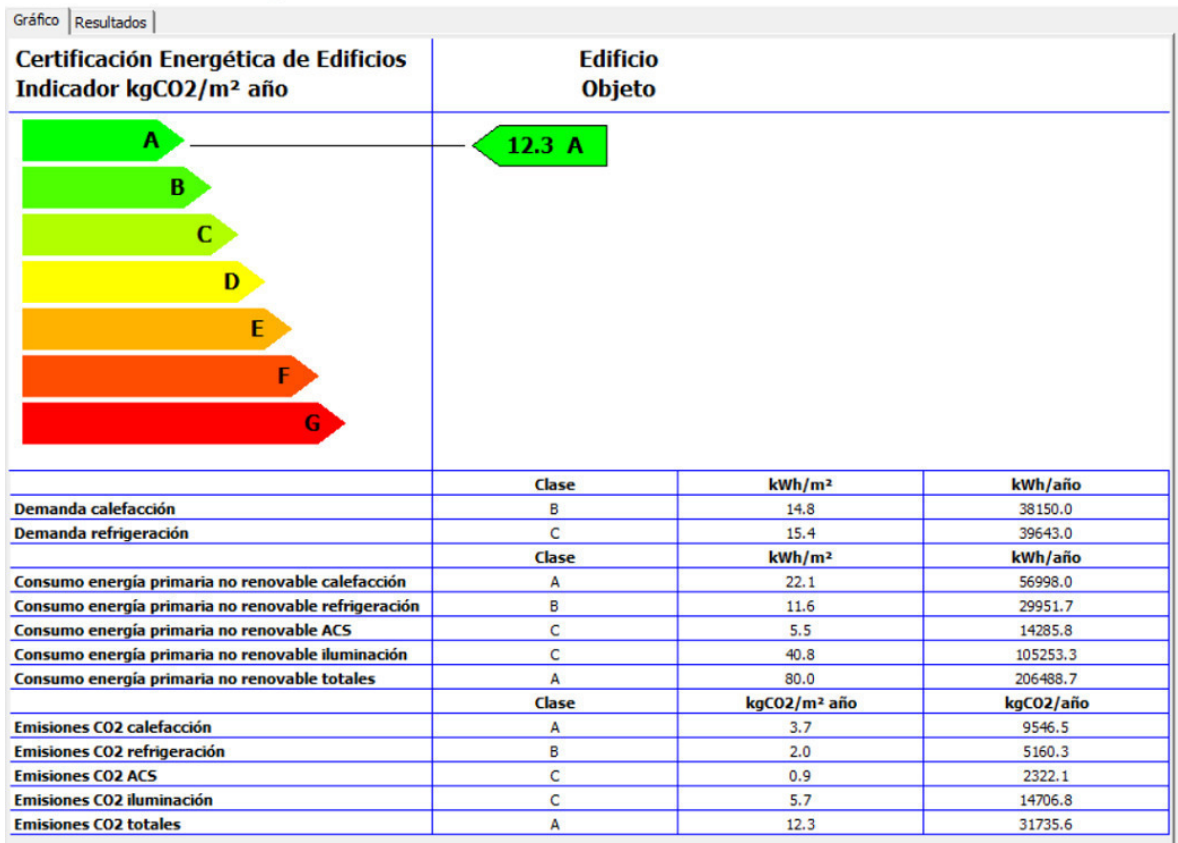 Gráfico Resultados
Certificación Energética de Edificios
Indicador kgCO2/m² año
Edificio
Objeto
A
12.3 A
B
C
D
E
F
G
Clase kWh/m² kWh/año
Demanda calefacción B 14.8 38150.0
Demanda refrigeración C 15.4 39643.0
Clase kWh/m² kWh/año
Consumo energía primaria no renovable calefacción A 22.1 56998.0
Consumo energía primaria no renovable refrigeración B 11.6 29951.7
Consumo energía primaria no renovable ACS C 5.5 14285.8
Consumo energía primaria no renovable iluminación C 40.8 105253.3
Consumo energía primaria no renovable totales A 80.0 206488.7
Clase kgCO2/m² año kgCO2/año
Emisiones CO2 calefacción A 3.7 9546.5
Emisiones CO2 refrigeración B 2.0 5160.3
Emisiones CO2 ACS C 0.9 2322.1
Emisiones CO2 iluminación C 5.7 14706.8
Emisiones CO2 totales A 12.3 31735.6